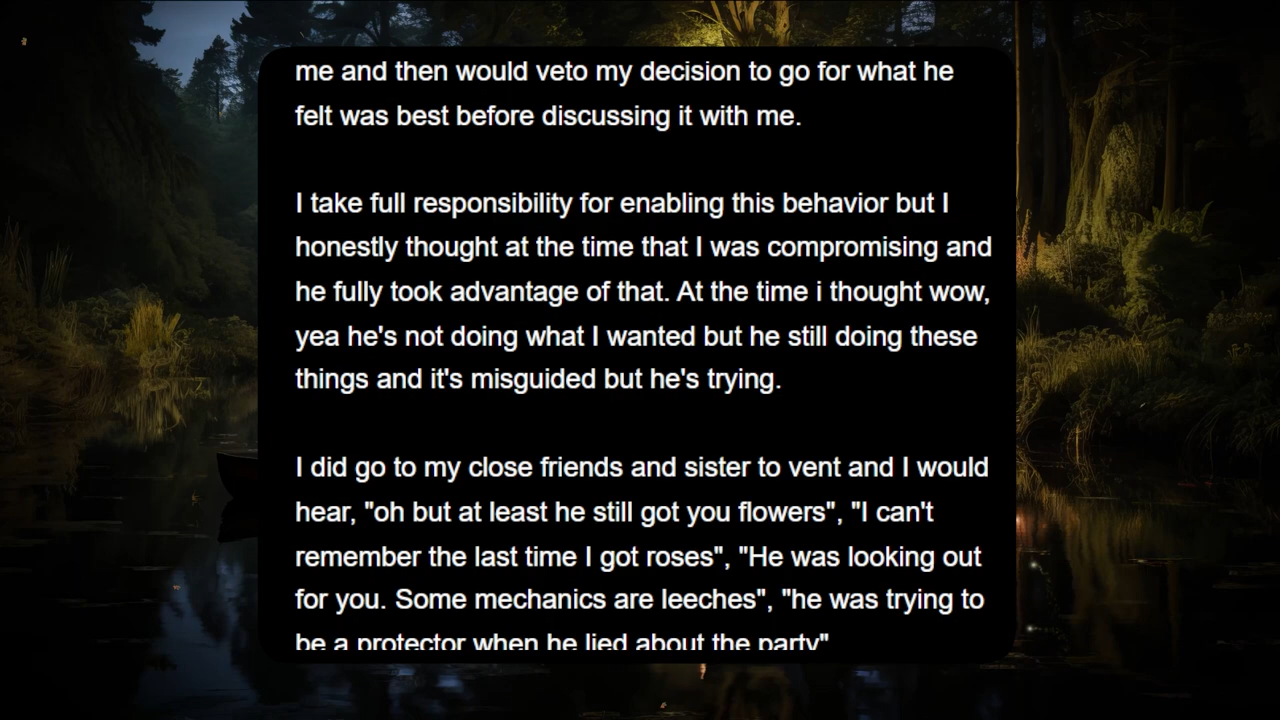 me and then would veto my decision to go for what he
felt was best before discussing it with me.
I take full responsibility for enabling this behavior but I
honestly thought at the time that I was compromising and
he fully took advantage of that. At the time i thought wow,
yea he's not doing what I wanted but he still doing these
things and it's misguided but he's trying.
I did go to my close friends and sister to vent and I would
hear, "oh but at least he still got you flowers", "I can't
remember the last time I got roses", "He was looking out
for you. Some mechanics are leeches", "he was trying to
be a protector when he lied about the party"